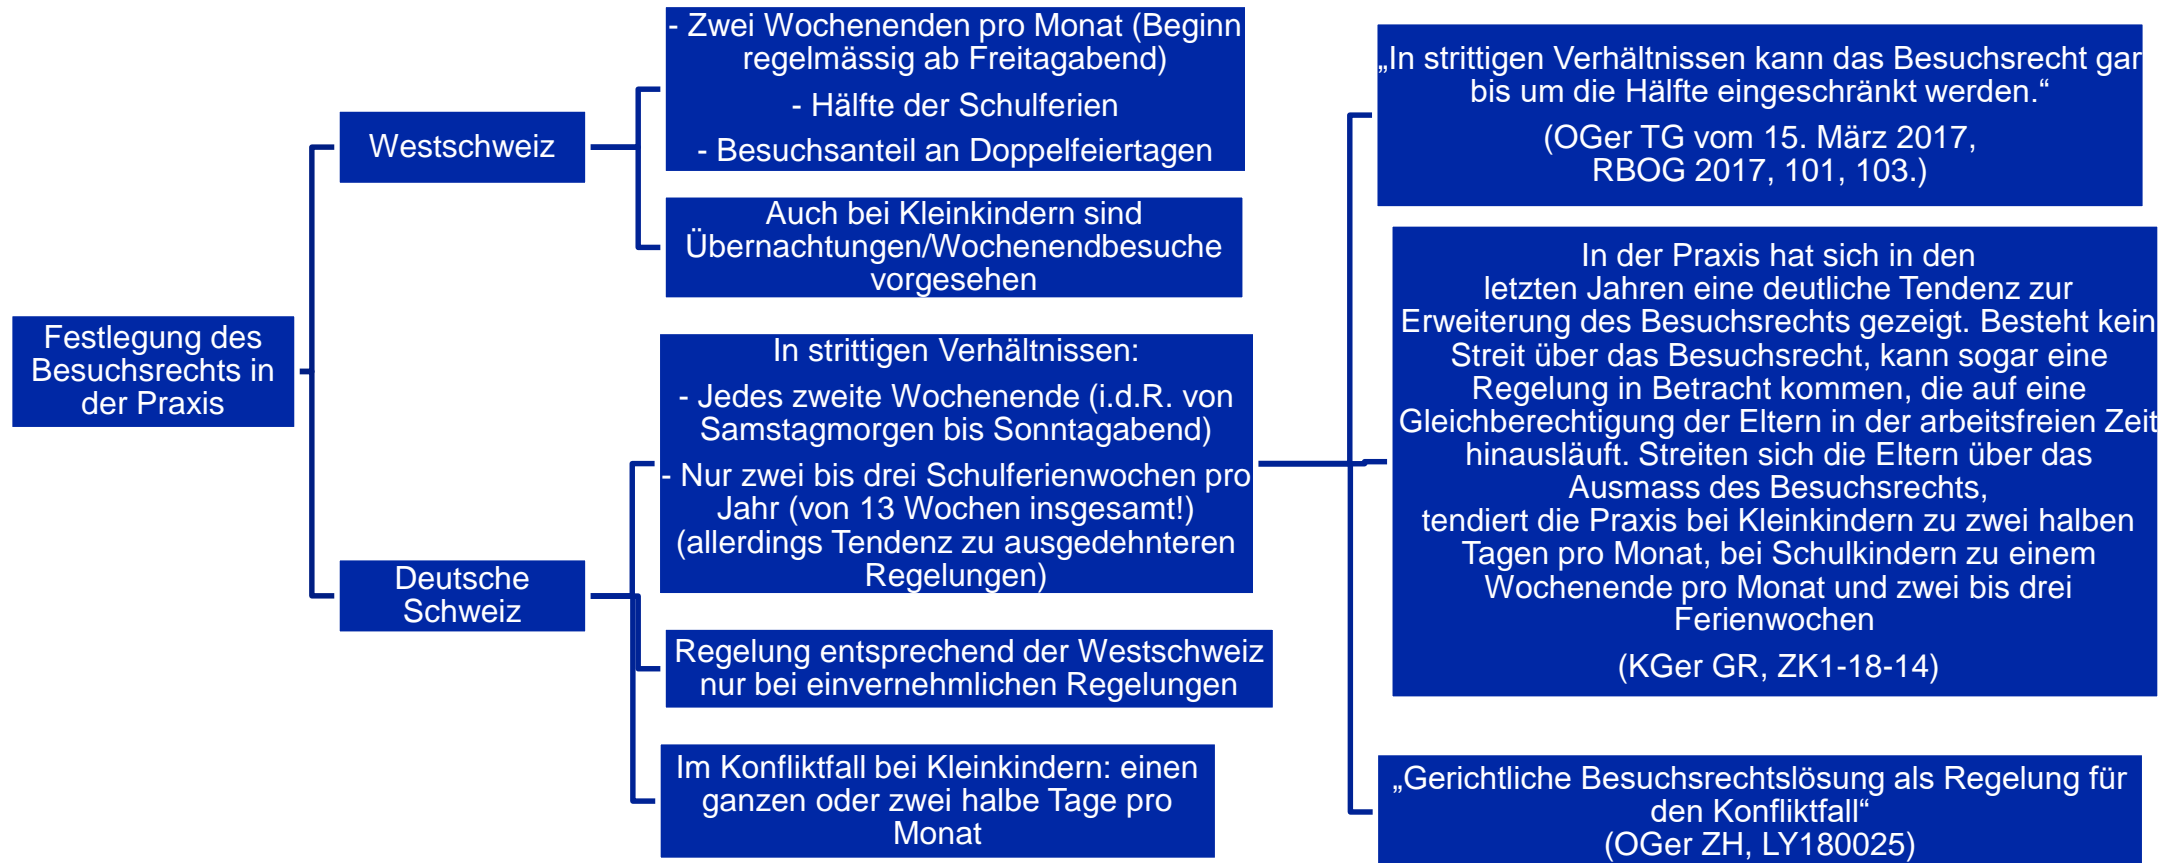 Festlegung des
Besuchsrechts in
der Praxis
Westschweiz
- Zwei Wochenenden pro Monat (Beginn
regelmässig ab Freitagabend)
- Hälfte der Schulferien
- Besuchsanteil an Doppelfeiertagen
Auch bei Kleinkindern sind
Übernachtungen/Wochenendbesuche
vorgesehen
Deutsche
Schweiz
In strittigen Verhältnissen:
- Jedes zweite Wochenende (i.d.R. von
Samstagmorgen bis Sonntagabend)
- Nur zwei bis drei Schulferienwochen pro
Jahr (von 13 Wochen insgesamt!)
(allerdings Tendenz zu ausgedehnteren
Regelungen)
Regelung entsprechend der Westschweiz
nur bei einvernehmlichen Regelungen
Im Konfliktfall bei Kleinkindern: einen
ganzen oder zwei halbe Tage pro
Monat
„In strittigen Verhältnissen kann das Besuchsrecht gar
bis um die Hälfte eingeschränkt werden.“
(OGer TG vom 15. März 2017,
RBOG 2017, 101, 103.)
In der Praxis hat sich in den
letzten Jahren eine deutliche Tendenz zur
Erweiterung des Besuchsrechts gezeigt. Besteht kein
Streit über das Besuchsrecht, kann sogar eine
Regelung in Betracht kommen, die auf eine
Gleichberechtigung der Eltern in der arbeitsfreien Zeit
hinausläuft. Streiten sich die Eltern über das
Ausmass des Besuchsrechts,
tendiert die Praxis bei Kleinkindern zu zwei halben
Tagen pro Monat, bei Schulkindern zu einem
Wochenende pro Monat und zwei bis drei
Ferienwochen
(KGer GR, ZK1-18-14)
„Gerichtliche Besuchsrechtslösung als Regelung für
den Konfliktfall“
(OGer ZH, LY180025)